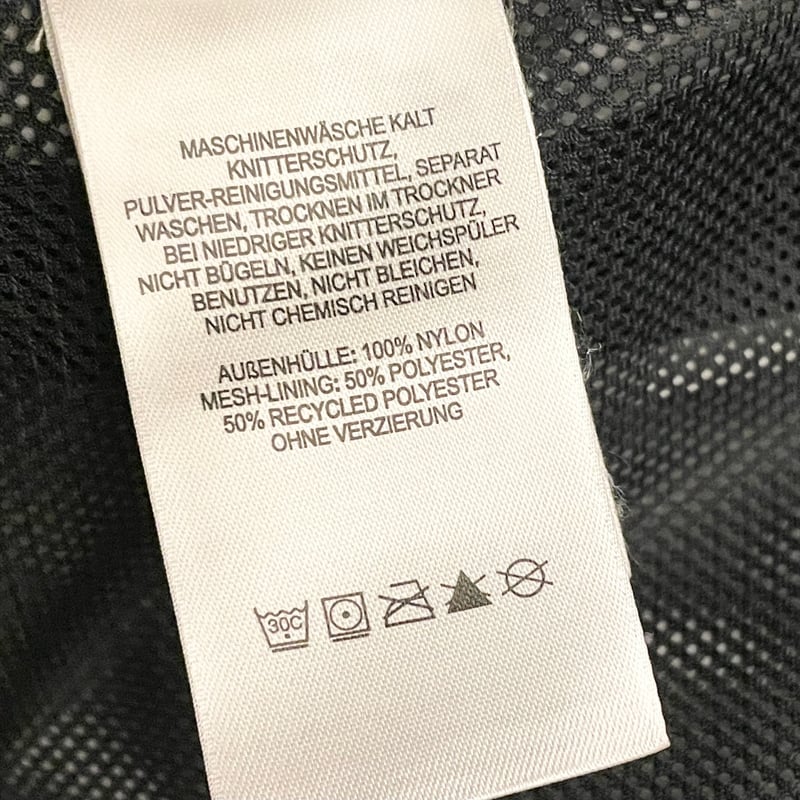 MASCHINENWÄSCHE KALT
KNITTERSCHUTZ,
PULVER-REINIGUNGSMITTEL, SEPARAT
WASCHEN, TROCKNEN IM TROCKNER
BEI NIEDRIGER KNITTERSCHUTZ,
NICHT BÜGELN, KEINEN WEICHSPÜLER
BENUTZEN, NICHT BLEICHEN,
NICHT CHEMISCH REINIGEN
AUßENHÜLLE: 100% NYLON
MESH-LINING: 50% POLYESTER,
50% RECYCLED POLYESTER
OHNE VERZIERUNG
30C